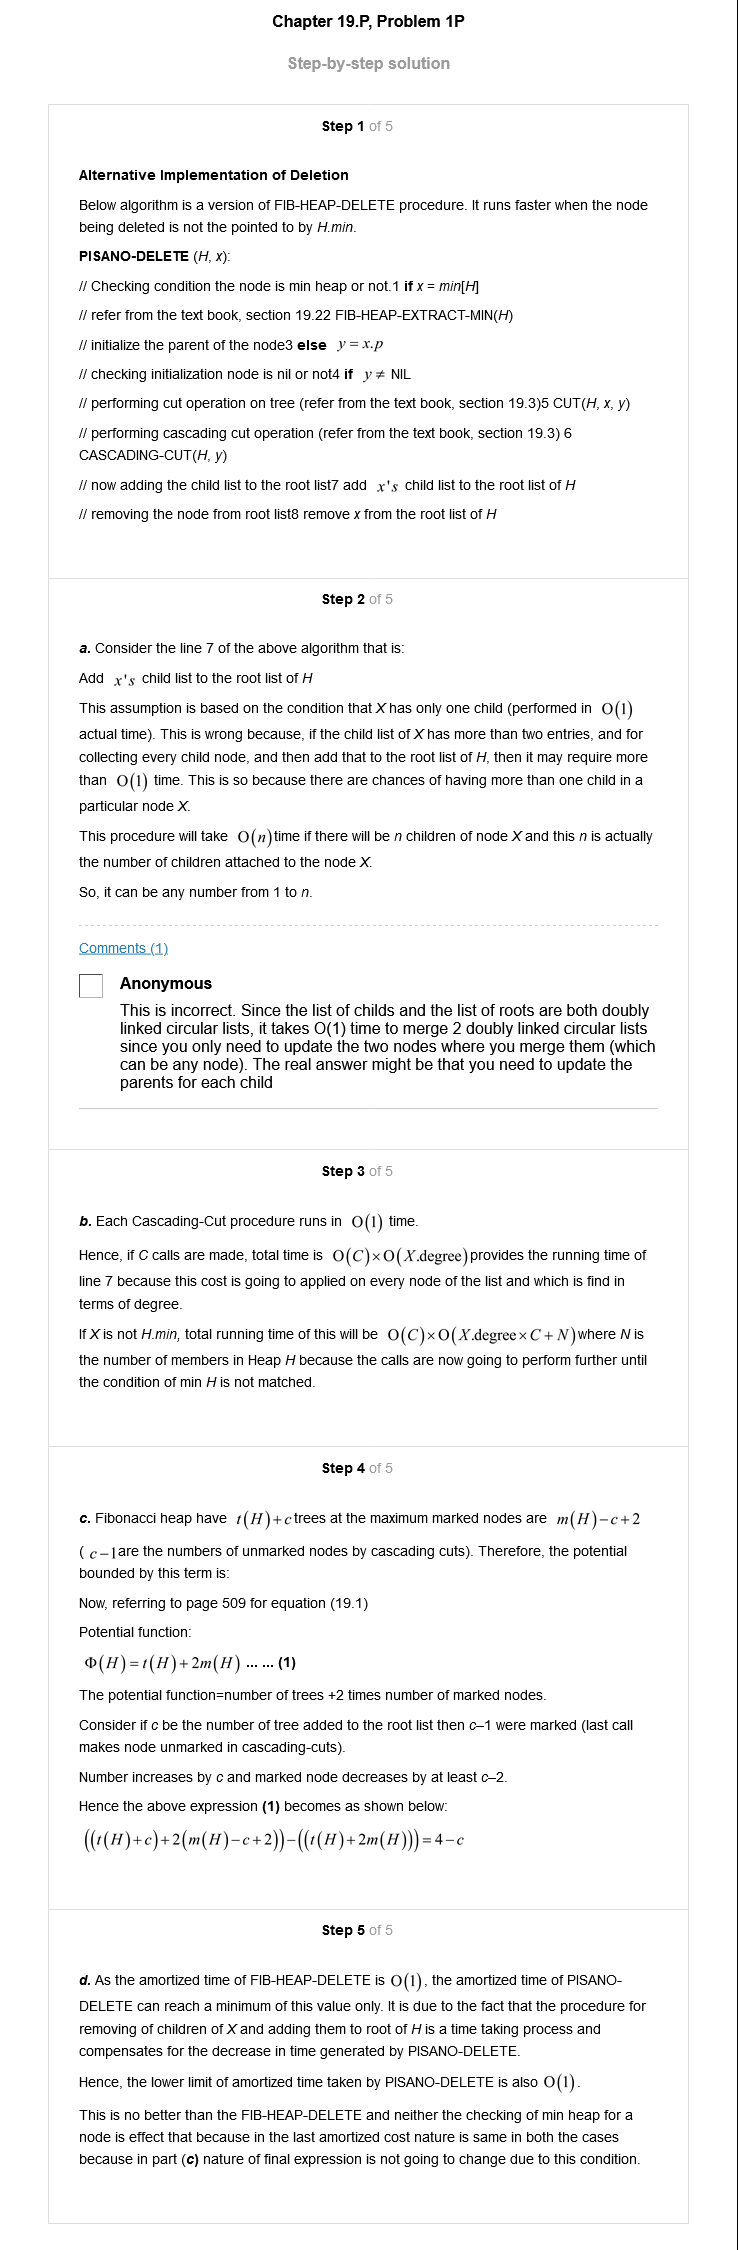 Chapter 19.P, Problem 1P
Step-by-step solution
Step 1 of 5
Alternative Implementation of Deletion
Below algorithm is a version of FIB-HEAP-DELETE procedure. It runs faster when the node
being deleted is not the pointed to by H.min.
PISANO-DELETE (H, x):
// Checking condition the node is min heap or not.1 if x = min[H]
// refer from the text book, section 19.22 FIB-HEAP-EXTRACT-MIN(H)
// initialize the parent of the node3 else y = x.p
// checking initialization node is nil or not4 if y ≠ NIL
// performing cut operation on tree (refer from the text book, section 19.3)5 CUT(H, x, y)
// performing cascading cut operation (refer from the text book, section 19.3) 6
CASCADING-CUT(H, y)
// now adding the child list to the root list7 add x's child list to the root list of H
// removing the node from root list8 remove x from the root list of H
Step 2 of 5
a. Consider the line 7 of the above algorithm that is:
Add x's child list to the root list of H
This assumption is based on the condition that X has only one child (performed in O(1)
actual time). This is wrong because, if the child list of X has more than two entries, and for
collecting every child node, and then add that to the root list of H, then it may require more
than O(1) time. This is so because there are chances of having more than one child in a
particular node X.
This procedure will take O(n) time if there will be n children of node X and this n is actually
the number of children attached to the node X.
So, it can be any number from 1 to n.
Comments (1)
Anonymous
This is incorrect. Since the list of childs and the list of roots are both doubly
linked circular lists, it takes O(1) time to merge 2 doubly linked circular lists
since you only need to update the two nodes where you merge them (which
can be any node). The real answer might be that you need to update the
parents for each child
Step 3 of 5
b. Each Cascading-Cut procedure runs in O(1) time.
Hence, if C calls are made, total time is O(C)×O(X.degree) provides the running time of
line 7 because this cost is going to applied on every node of the list and which is find in
terms of degree.
If X is not H.min, total running time of this will be O(C)×O(X.degree×C+N) where N is
the number of members in Heap H because the calls are now going to perform further until
the condition of min H is not matched.
Step 4 of 5
c. Fibonacci heap have t(H)+c trees at the maximum marked nodes are m(H)−c+2
( c−1 are the numbers of unmarked nodes by cascading cuts). Therefore, the potential
bounded by this term is:
Now, referring to page 509 for equation (19.1)
Potential function:
Φ(H)=t(H)+2m(H) ... ... (1)
The potential function=number of trees +2 times number of marked nodes.
Consider if c be the number of tree added to the root list then c–1 were marked (last call
makes node unmarked in cascading-cuts).
Number increases by c and marked node decreases by at least c–2.
Hence the above expression (1) becomes as shown below:
((t(H)+c)+2(m(H)−c+2))−((t(H)+2m(H)))=4−c
Step 5 of 5
d. As the amortized time of FIB-HEAP-DELETE is O(1), the amortized time of PISANO-
DELETE can reach a minimum of this value only. It is due to the fact that the procedure for
removing of children of X and adding them to root of H is a time taking process and
compensates for the decrease in time generated by PISANO-DELETE.
Hence, the lower limit of amortized time taken by PISANO-DELETE is also O(1).
This is no better than the FIB-HEAP-DELETE and neither the checking of min heap for a
node is effect that because in the last amortized cost nature is same in both the cases
because in part (c) nature of final expression is not going to change due to this condition.